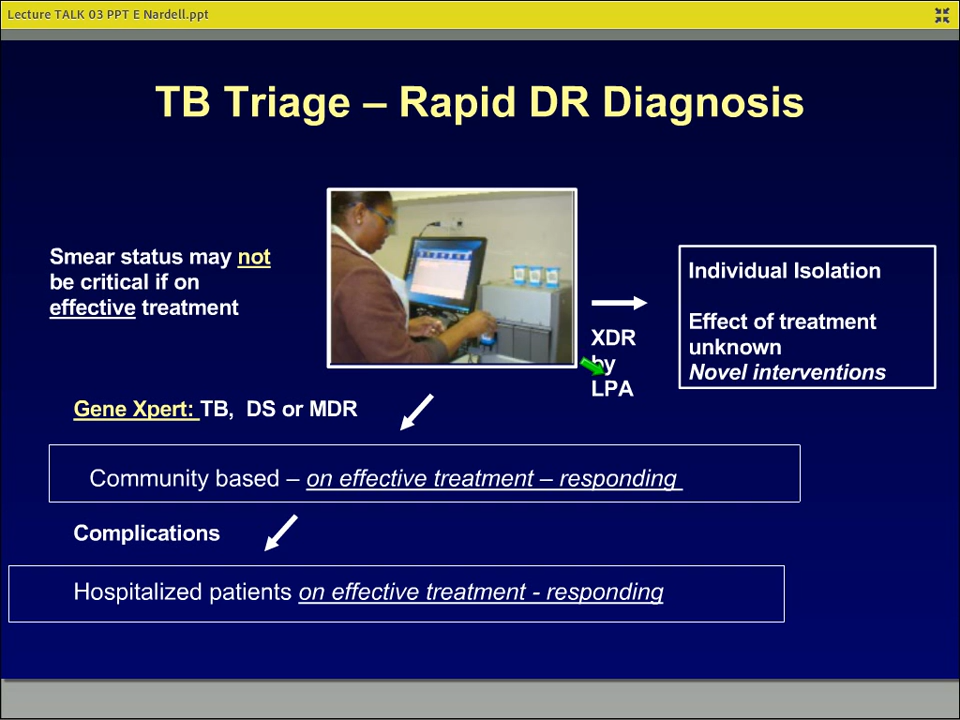 Lecture TALK 03 PPT E Nardell.ppt
TB Triage – Rapid DR Diagnosis
Smear status may not
be critical if on
effective treatment
XDR
by
LPA
Individual Isolation
Effect of treatment
unknown
Novel interventions
Gene Xpert: TB,  DS or MDR
Community based – on effective treatment – responding
Complications
Hospitalized patients on effective treatment - responding